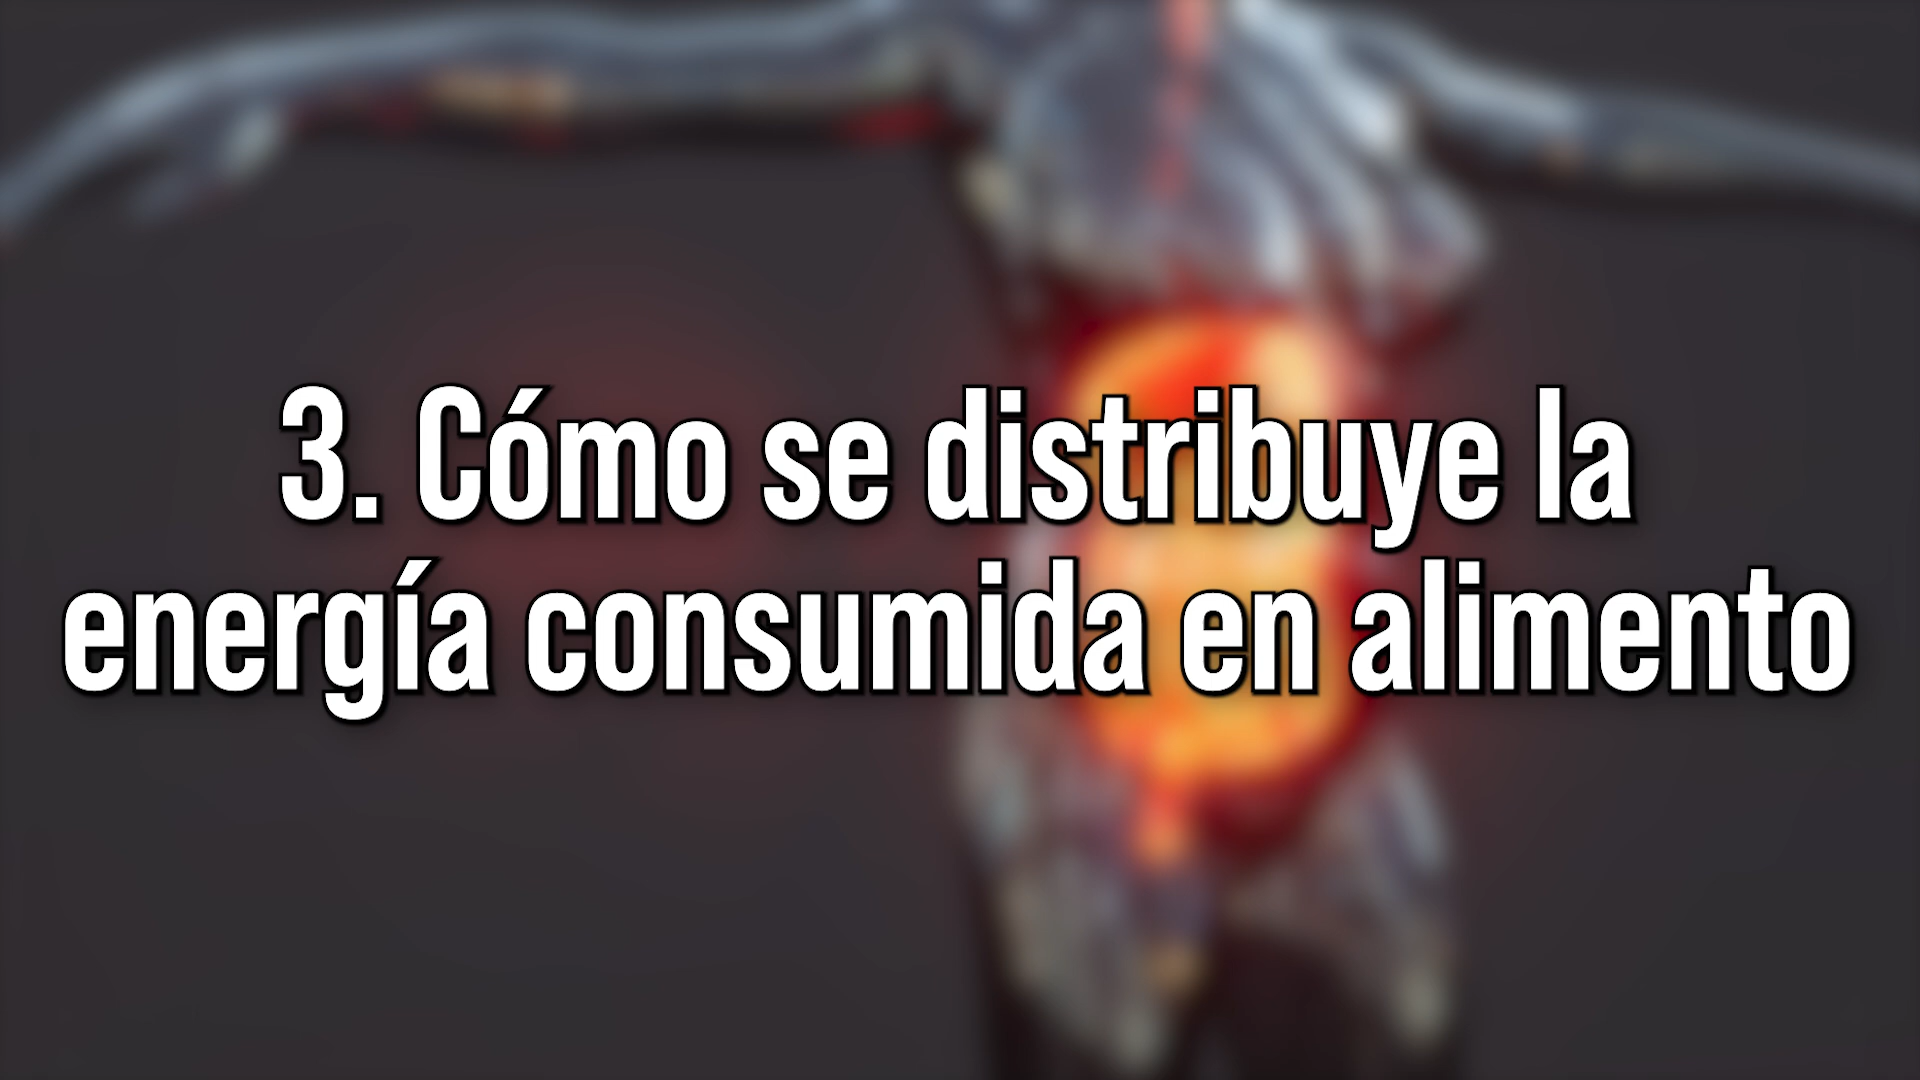 3. Cómo se distribuye la
energía consumida en alimento